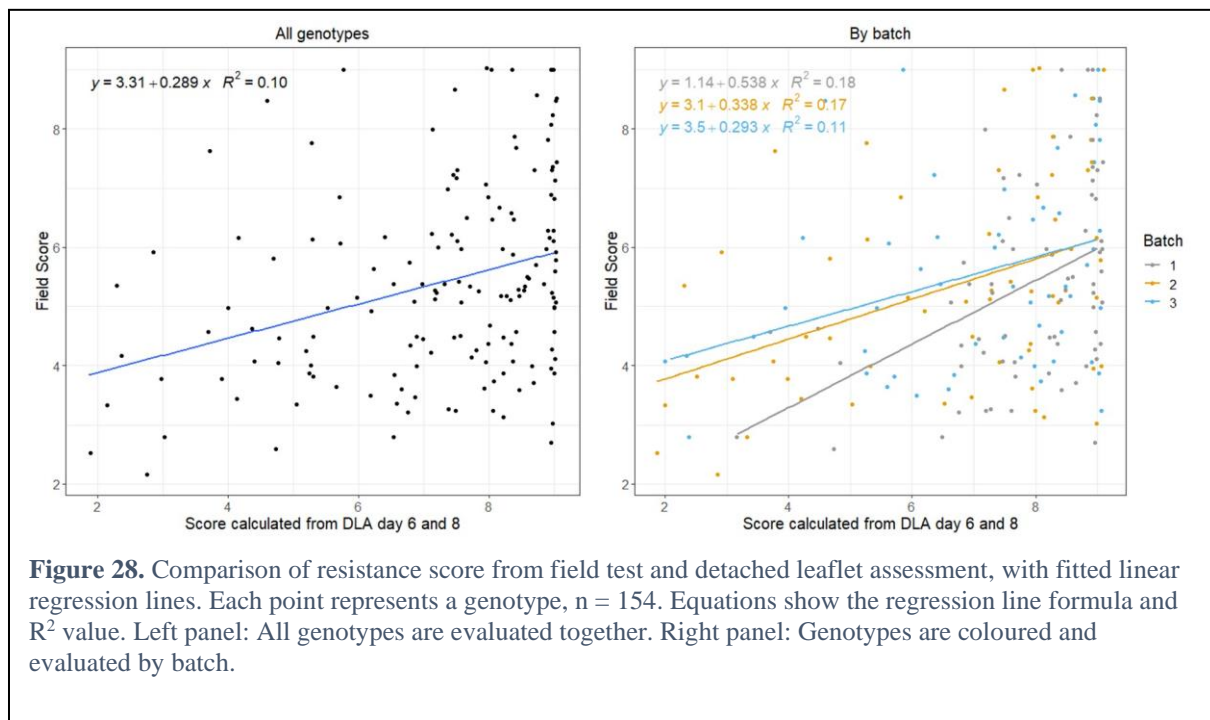 All genotypes
y = 3.31+0.289 x R² = 0.10
8
6
4
2
Field Score
2
4
6
8
Score calculated from DLA day 6 and 8
By batch
y = 1.14+0.538 x R² = 0.18
y = 3.1+0.338 x R² = 0.17
y = 3.5+0.293 x R² = 0.11
8
6
4
2
Field Score
2
4
6
8
Score calculated from DLA day 6 and 8
Batch
1
2
3
Figure 28. Comparison of resistance score from field test and detached leaflet assessment, with fitted linear
regression lines. Each point represents a genotype, n = 154. Equations show the regression line formula and
R² value. Left panel: All genotypes are evaluated together. Right panel: Genotypes are coloured and
evaluated by batch.